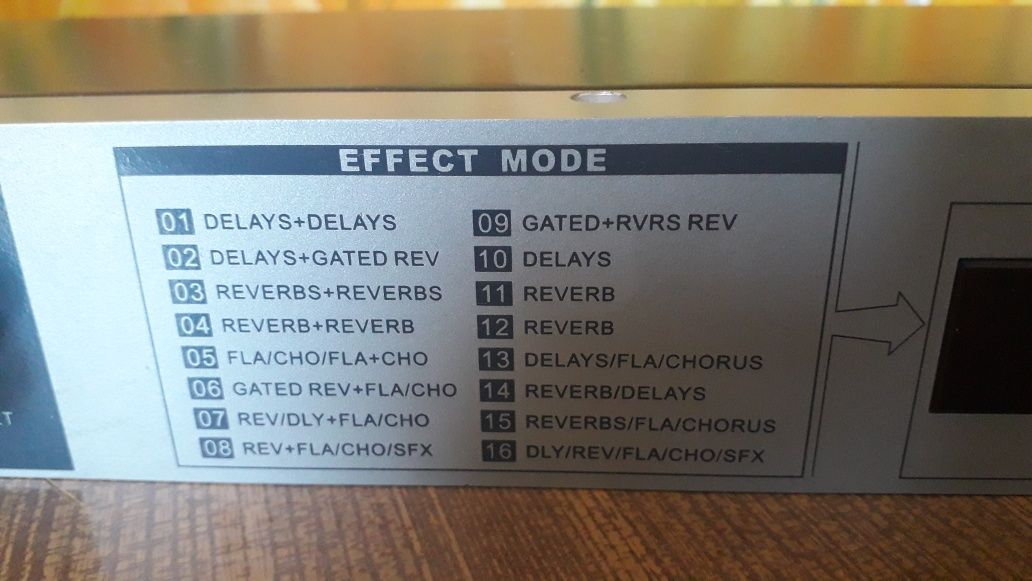 EFFECT MODE
01 DELAYS+DELAYS
02 DELAYS+GATED REV
03 REVERBS+REVERBS
04 REVERB+REVERB
05 FLA/CHO/FLA+CHO
06 GATED REV+FLA/CHO
07 REV/DLY+FLA/CHO
08 REV+FLA/CHO/SFX
09 GATED+RVRS REV
10 DELAYS
11 REVERB
12 REVERB
13 DELAYS/FLA/CHORUS
14 REVERB/DELAYS
15 REVERBS/FLA/CHORUS
16 DLY/REV/FLA/CHO/SFX